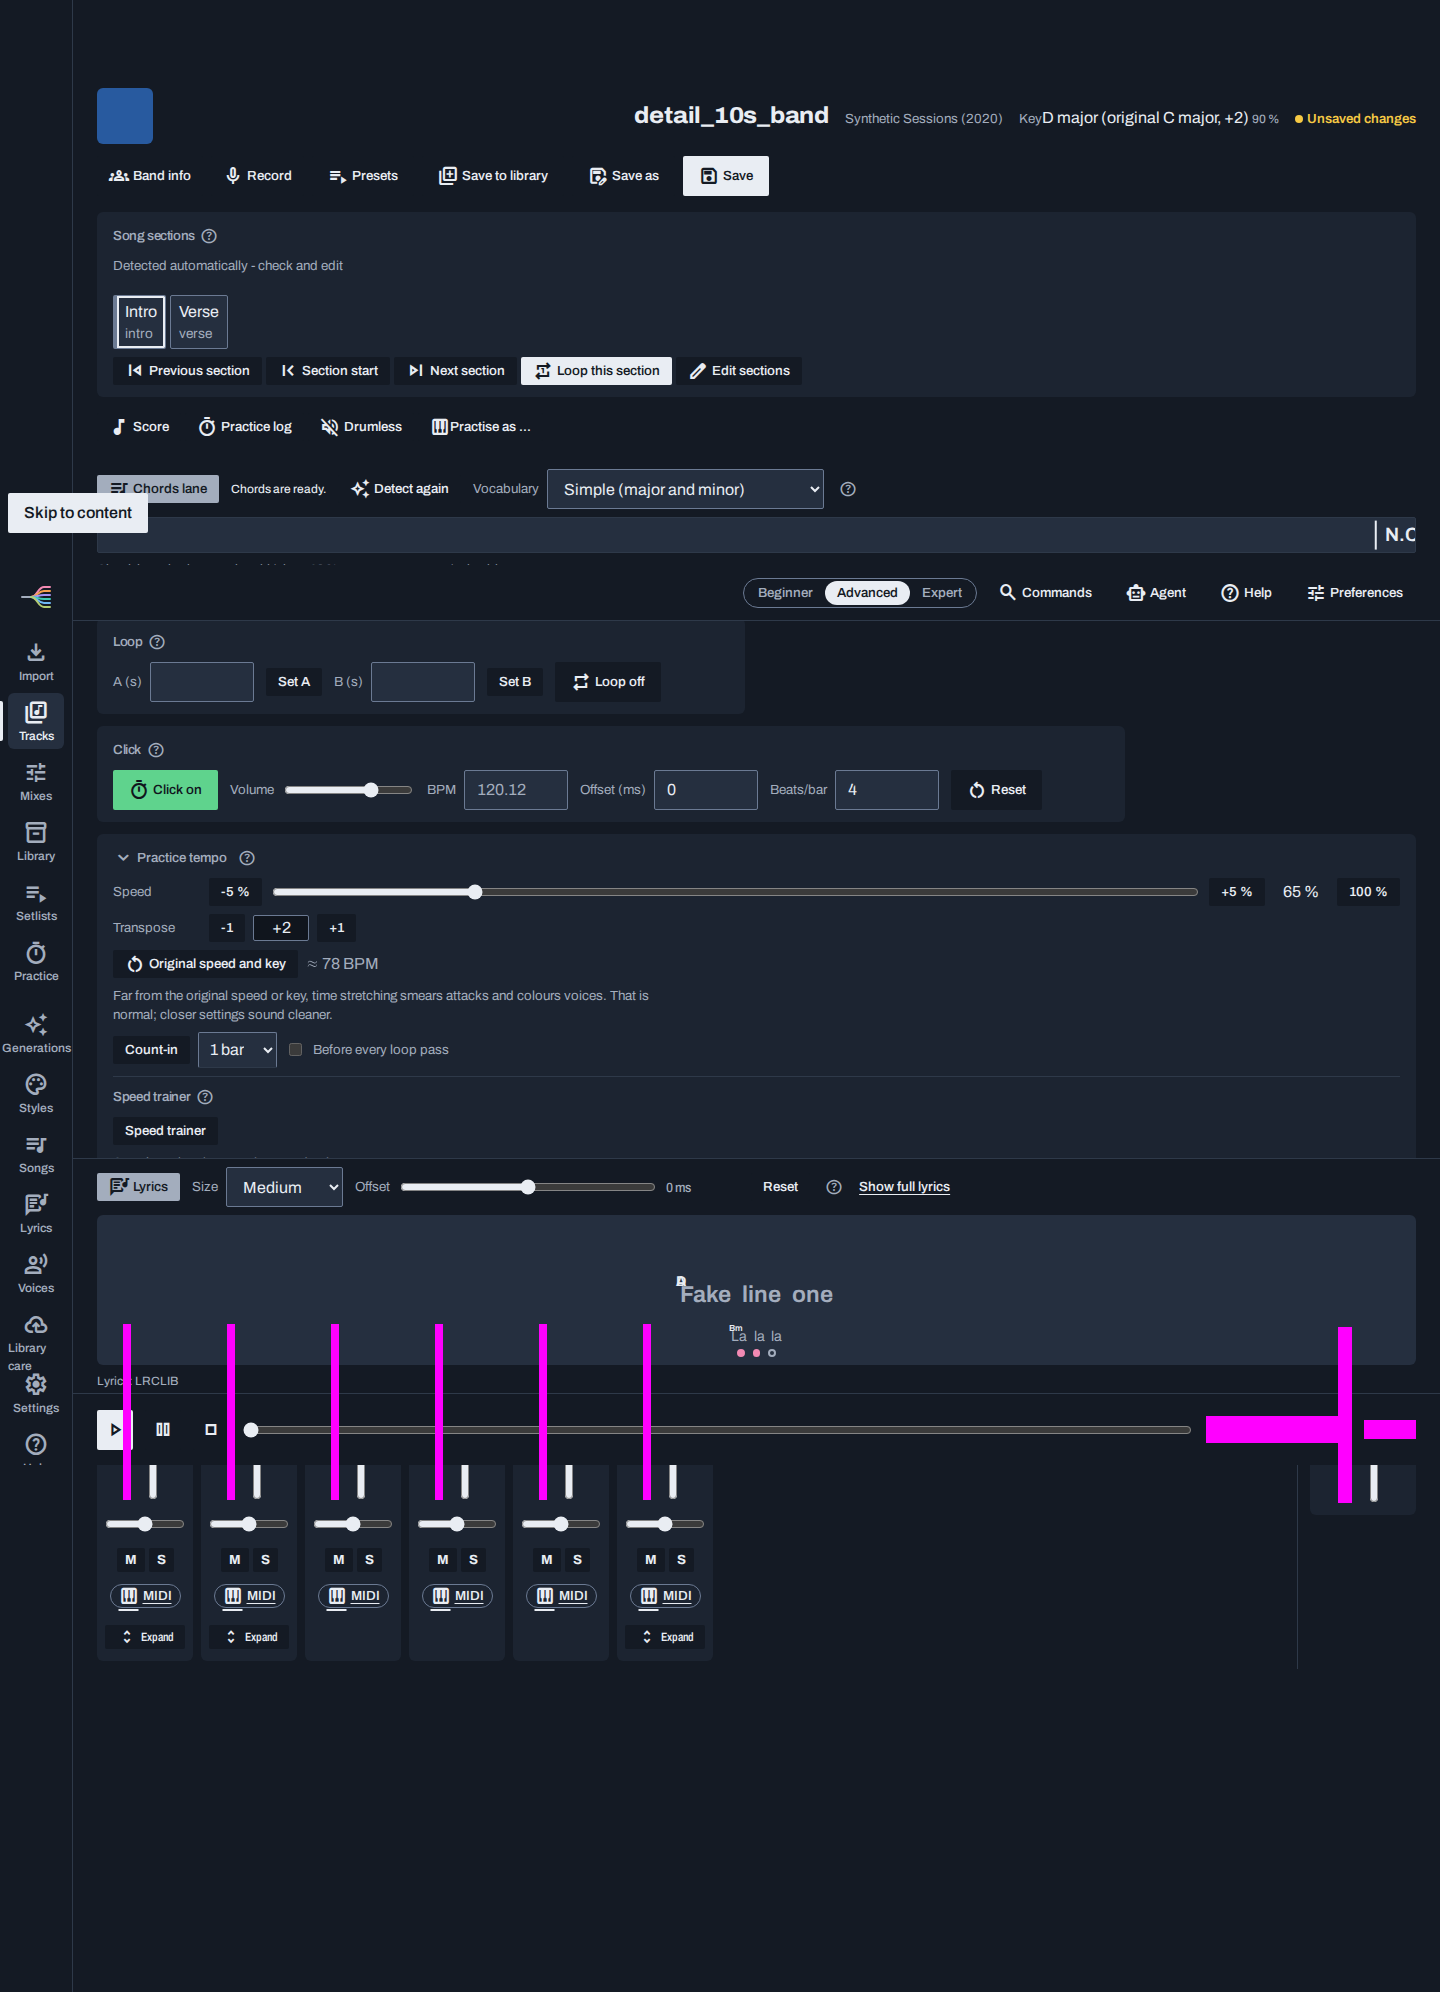 detail_10s_band Synthetic Sessions (2020) Key D major (original C major, +2) 90 % Unsaved changes
Band info Record Presets Save to library Save as Save
Song sections
Detected automatically - check and edit
Intro Verse
intro verse
Previous section Section start Next section Loop this section Edit sections
Score Practice log Drumless Practise as ...
Chords lane Chords are ready. Detect again Vocabulary Simple (major and minor)
Skip to content
N.C
Beginner Advanced Expert Commands Agent Help Preferences
Loop
A (s) Set A B (s) Set B Loop off
Click
Click on Volume BPM 120.12 Offset (ms) 0 Beats/bar 4 Reset
Practice tempo
Speed -5 % +5 % 65 % 100 %
Transpose -1 +2 +1
Original speed and key ≈ 78 BPM
Far from the original speed or key, time stretching smears attacks and colours voices. That is
normal; closer settings sound cleaner.
Count-in 1 bar Before every loop pass
Speed trainer
Speed trainer
Import
Tracks
Mixes
Library
Setlists
Practice
Generations
Styles
Songs
Lyrics
Voices
Library
care
Settings
Lyrics Size Medium Offset 0 ms Reset Show full lyrics
Fake line one
Bm
La la la
LRCLIB
M S M S M S M S M S M S
MIDI MIDI MIDI MIDI MIDI MIDI
Expand Expand Expand